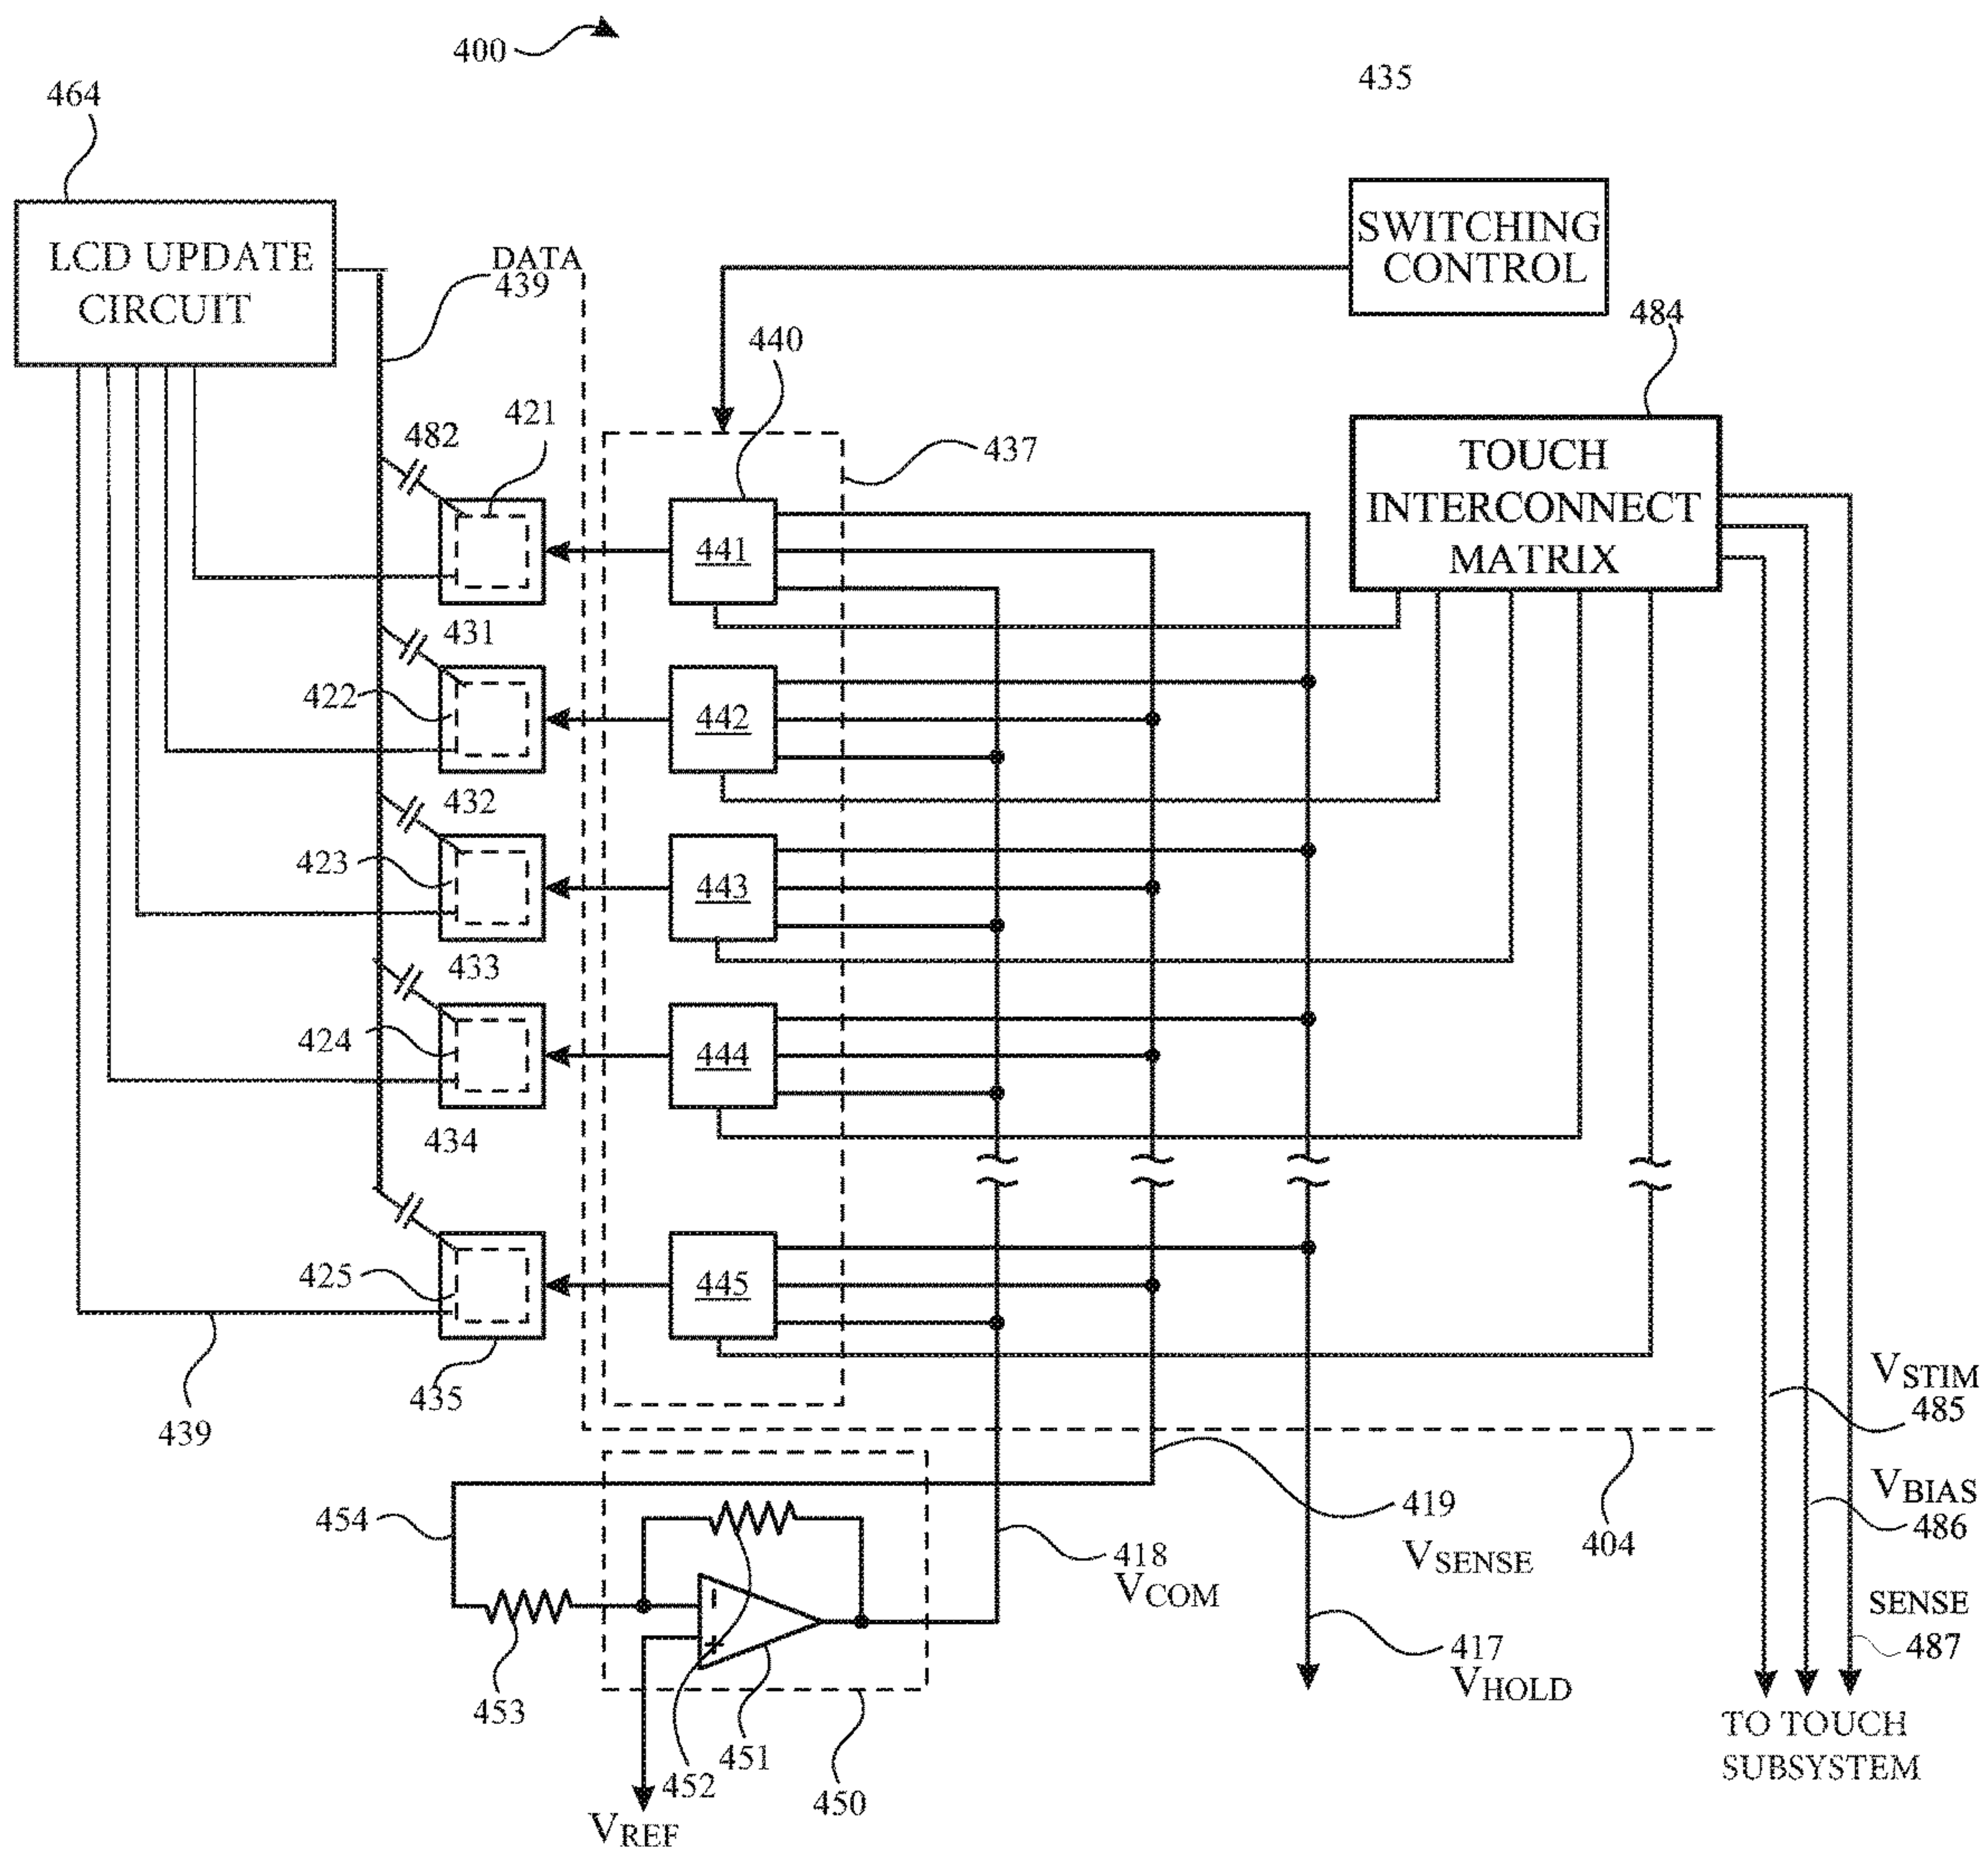 400
435
464
LCD UPDATE
CIRCUIT
DATA
439
SWITCHING
CONTROL
484
440
421
482
437
TOUCH
INTERCONNECT
MATRIX
441
431
422
442
432
423
443
433
424
444
434
425
445
435
439
VSTIM
485
VBIAS
486
454
419
VSENSE
404
418
VCOM
SENSE
487
417
VHOLD
453
452
451
450
VREF
TO TOUCH
SUBSYSTEM